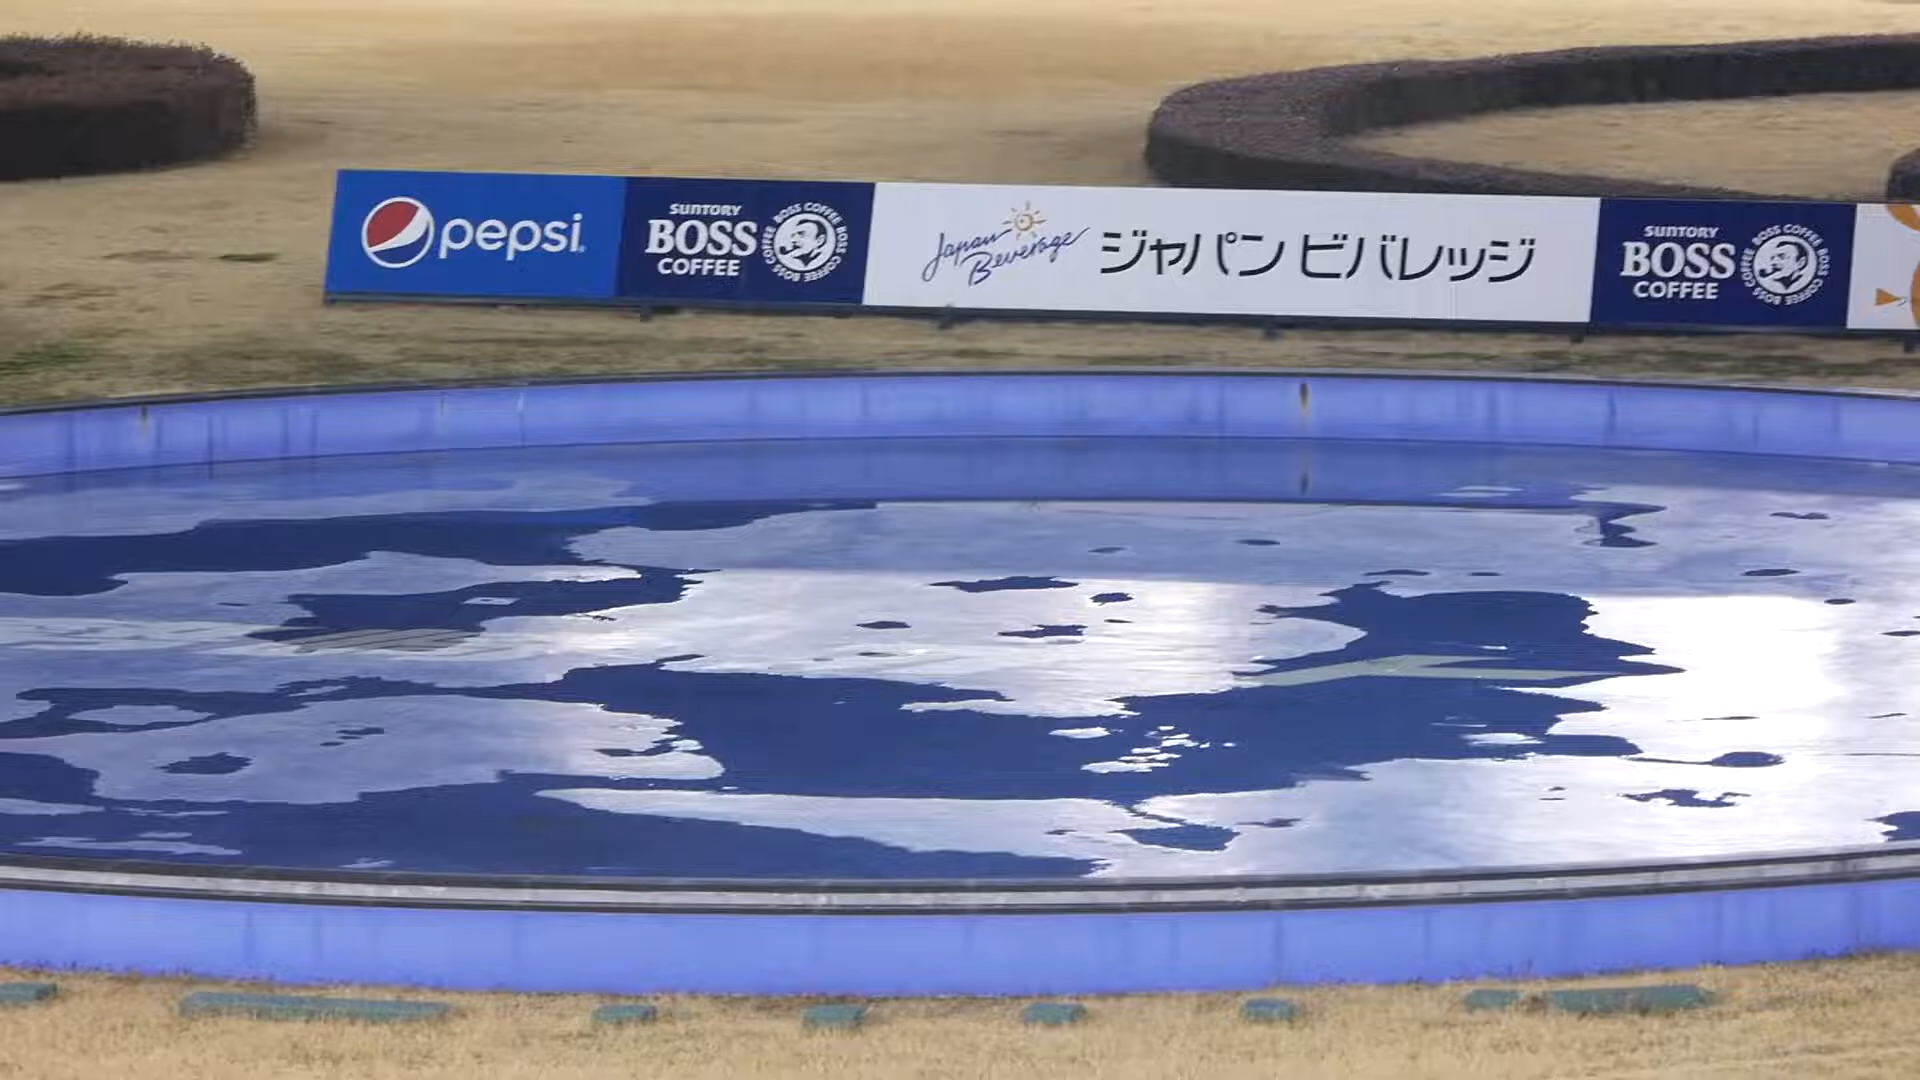 pepsi
SUNTORY
BOSS
COFFEE
BOSS COFFEE BOSS COFFEE BOSS COFFEE
Japan
Beverage
ジャパン ビバレッジ
SUNTORY
BOSS
COFFEE
BOSS COFFEE BOSS COFFEE BOSS COFFEE